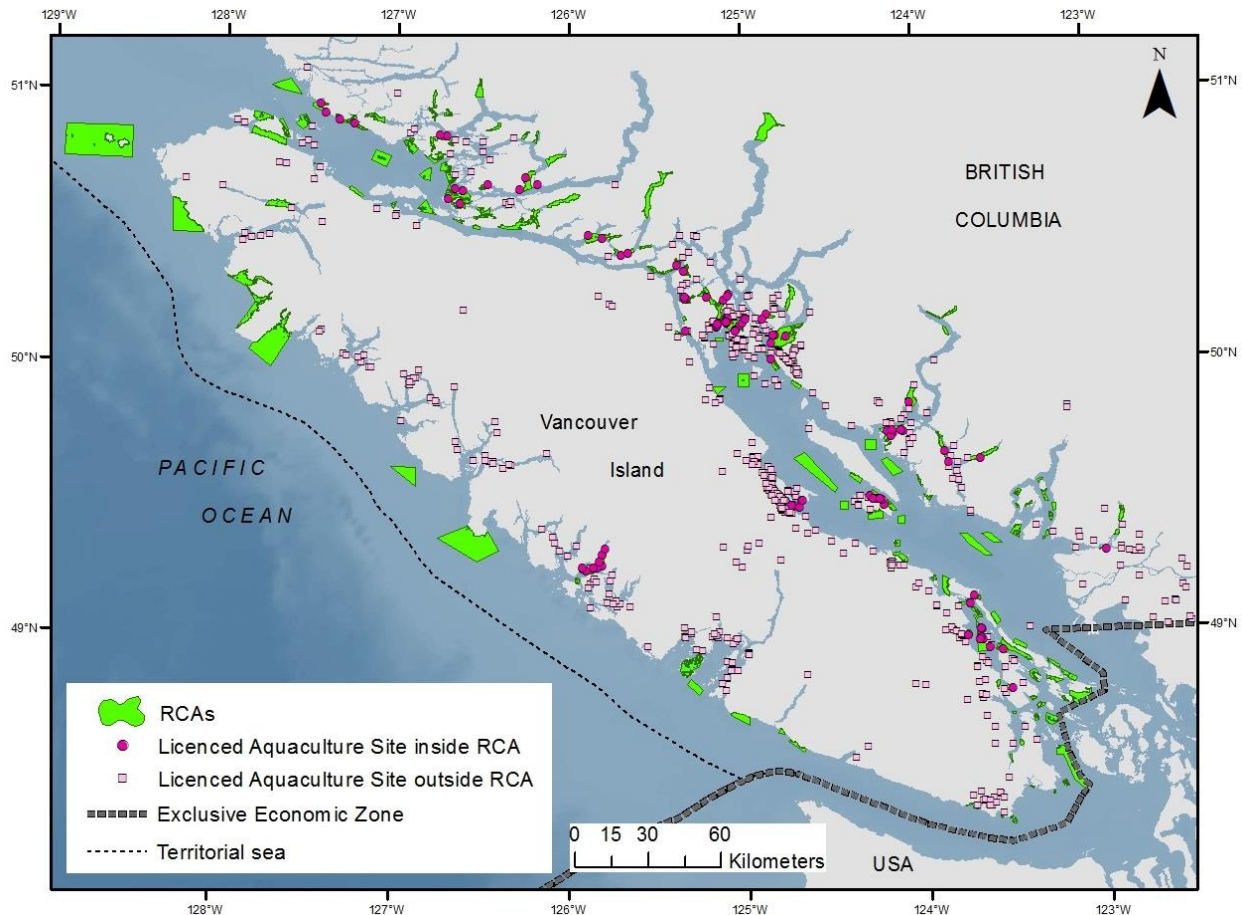 129°W 128°W 127°W 126°W 125°W 124°W 123°W
N
51°N 51°N
BRITISH
COLUMBIA
50°N 50°N
Vancouver
Island
PACIFIC
OCEAN
49°N 49°N
RCAs
Licenced Aquaculture Site inside RCA
Licenced Aquaculture Site outside RCA
Exclusive Economic Zone
Territorial sea
0 15 30 60
Kilometers
USA
128°W 127°W 126°W 125°W 124°W 123°W